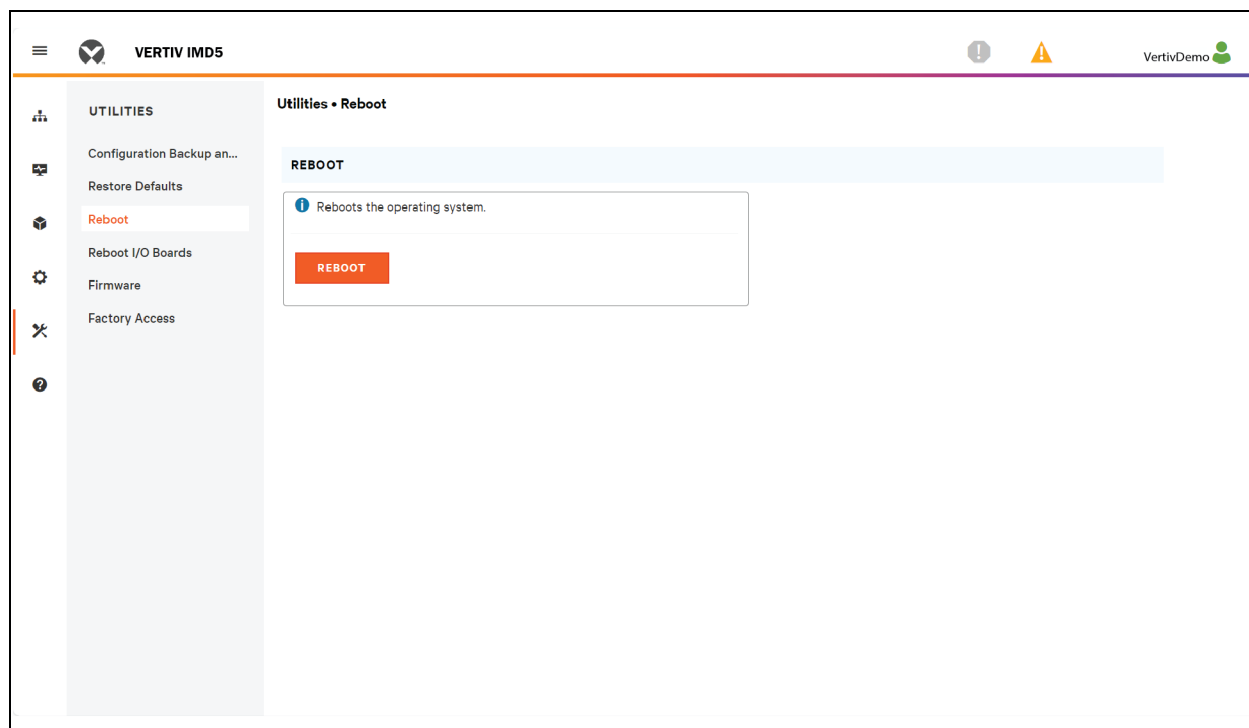 VERTIV IMD5
VertivDemo
UTILITIES
Configuration Backup an...
Restore Defaults
Reboot
Reboot I/O Boards
Firmware
Factory Access
Utilities • Reboot
REBOOT
Reboots the operating system.
REBOOT